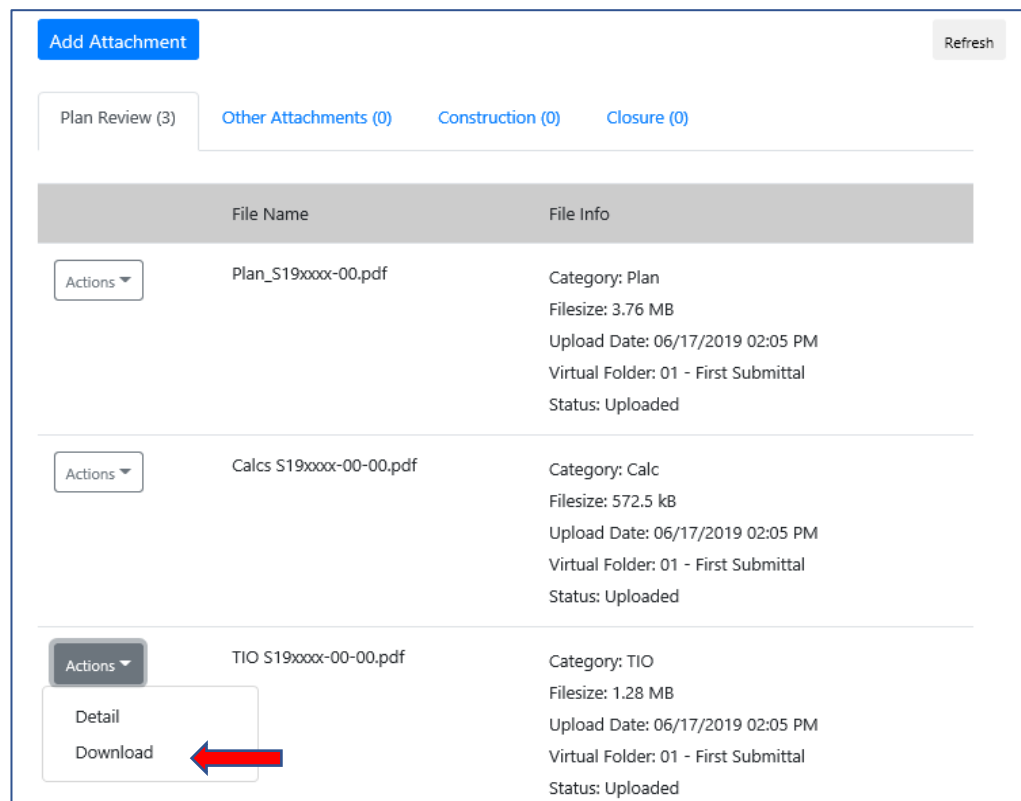 Add Attachment
Refresh
Plan Review (3) Other Attachments (0) Construction (0) Closure (0)
File Name File Info
Actions Plan_S19xxxx-00.pdf Category: Plan
Filesize: 3.76 MB
Upload Date: 06/17/2019 02:05 PM
Virtual Folder: 01 - First Submittal
Status: Uploaded
Actions Calcs S19xxxx-00-00.pdf Category: Calc
Filesize: 572.5 kB
Upload Date: 06/17/2019 02:05 PM
Virtual Folder: 01 - First Submittal
Status: Uploaded
Actions TIO S19xxxx-00-00.pdf Category: TIO
Filesize: 1.28 MB
Detail Upload Date: 06/17/2019 02:05 PM
Download Virtual Folder: 01 - First Submittal
Status: Uploaded